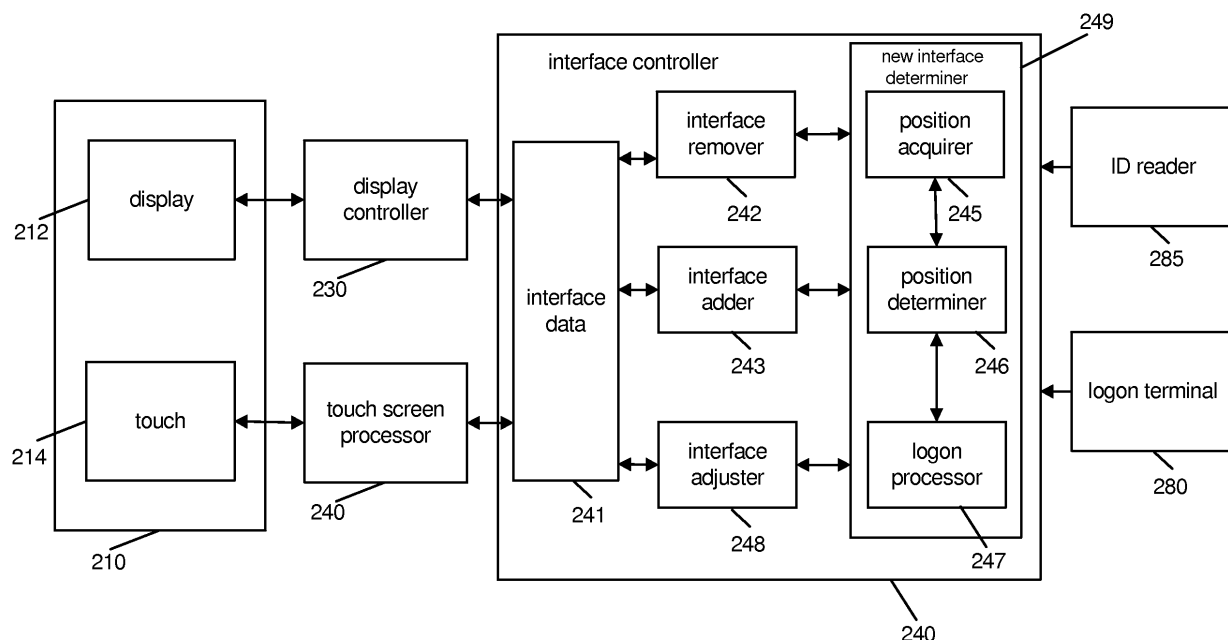 249
interface controller
new interface
determiner
interface
remover
position
acquirer
ID reader
display
display
controller
212
242
245
285
230
interface
data
interface
adder
position
determiner
243
246
logon terminal
touch
touch screen
processor
interface
adjuster
logon
processor
214
240
241
248
247
280
210
240